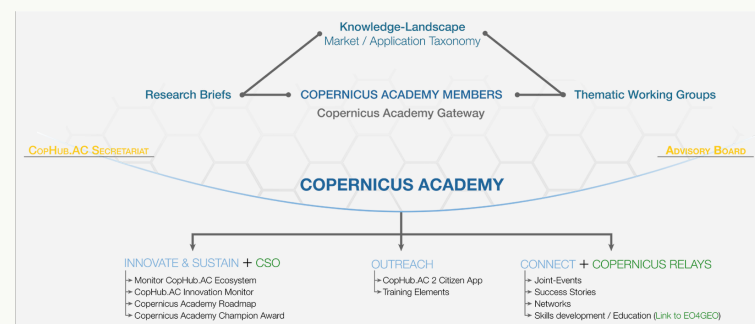 Knowledge-Landscape
Market / Application Taxonomy
Research Briefs
COPERNICUS ACADEMY MEMBERS
Thematic Working Groups
Copernicus Academy Gateway
CopHub.AC Secretariat
Advisory Board
COPERNICUS ACADEMY
INNOVATE & SUSTAIN + CSO
Monitor CopHub.AC Ecosystem
CopHub.AC Innovation Monitor
Copernicus Academy Roadmap
Copernicus Academy Champion Award
OUTREACH
CopHub.AC 2 Citizen App
Training Elements
CONNECT + COPERNICUS RELAYS
Joint-Events
Success Stories
Networks
Skills development / Education (Link to EO4GEO)